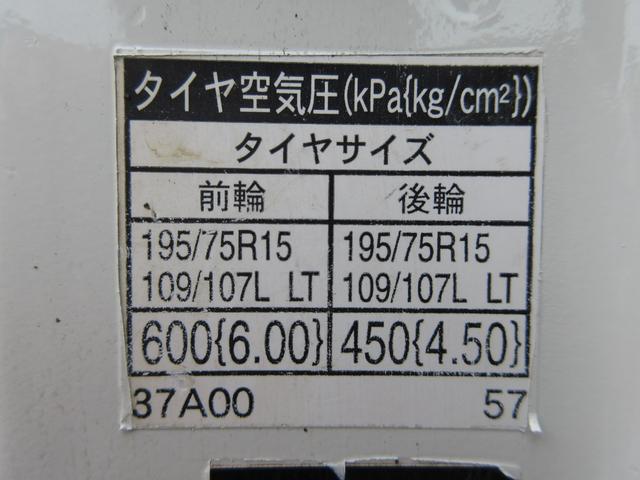 タイヤ空気圧(kPa{kg/cm²})
タイヤサイズ
前輪 後輪
195/75R15 195/75R15
109/107L LT 109/107L LT
600{6.00} 450{4.50}
37A00 57